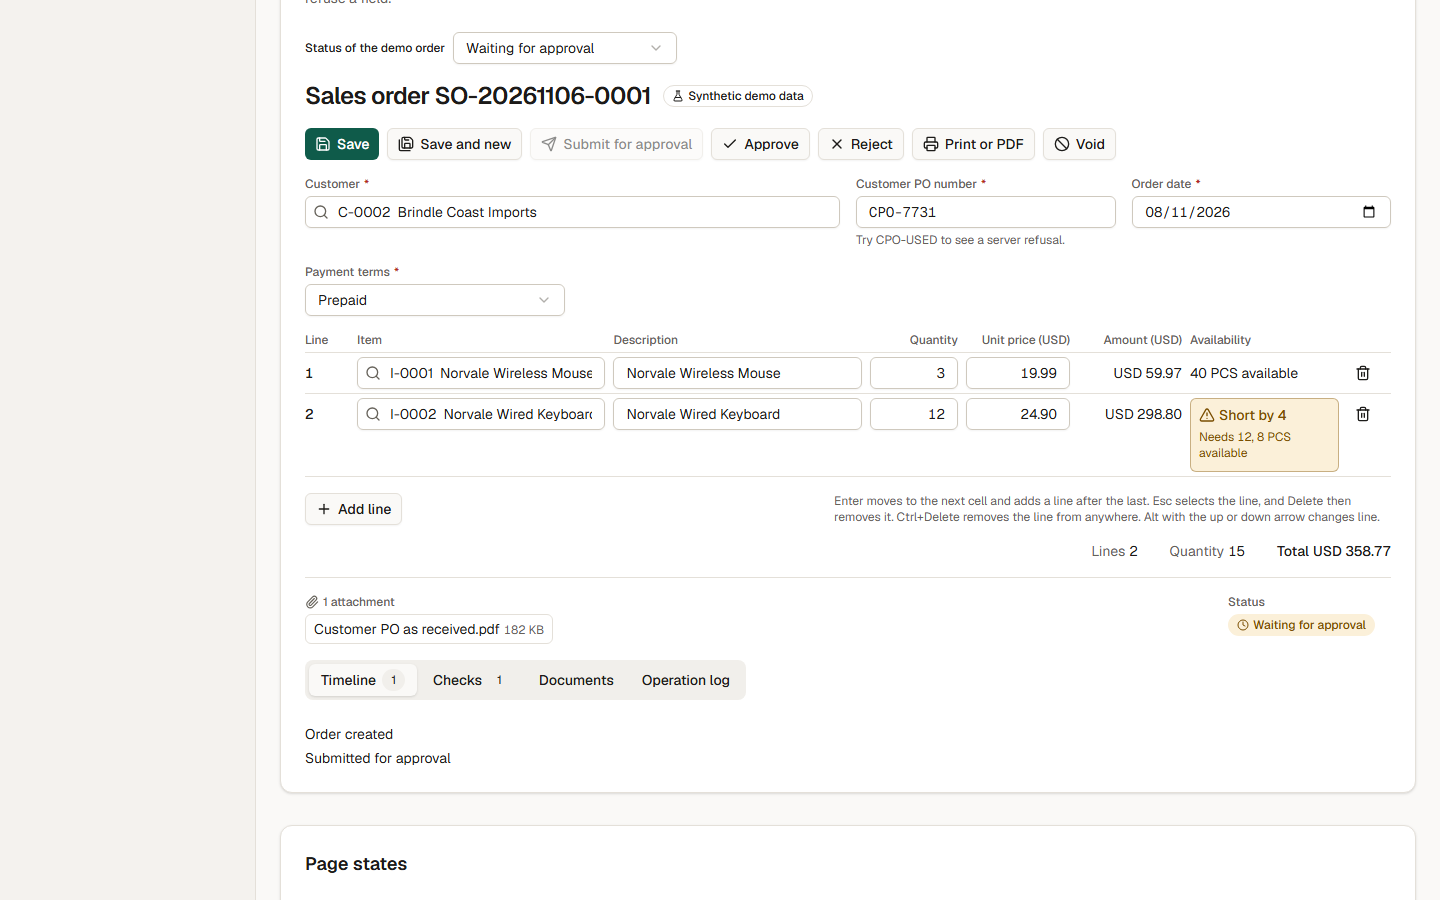 Status of the demo order
Waiting for approval
Sales order SO-20261106-0001
Synthetic demo data
Save
Save and new
Submit for approval
Approve
Reject
Print or PDF
Void
Customer *
Customer PO number *
Order date *
C-0002 Brindle Coast Imports
CPO-7731
08/11/2026
Try CPO-USED to see a server refusal.
Payment terms *
Prepaid
Line Item Description Quantity Unit price (USD) Amount (USD) Availability
1 I-0001 Norvale Wireless Mouse Norvale Wireless Mouse 3 19.99 USD 59.97 40 PCS available
2 I-0002 Norvale Wired Keyboard Norvale Wired Keyboard 12 24.90 USD 298.80 Short by 4
Needs 12, 8 PCS
available
Add line
Enter moves to the next cell and adds a line after the last. Esc selects the line, and Delete then
removes it. Ctrl+Delete removes the line from anywhere. Alt with the up or down arrow changes line.
Lines 2 Quantity 15 Total USD 358.77
1 attachment
Customer PO as received.pdf 182 KB
Status
Waiting for approval
Timeline 1
Checks 1
Documents
Operation log
Order created
Submitted for approval
Page states